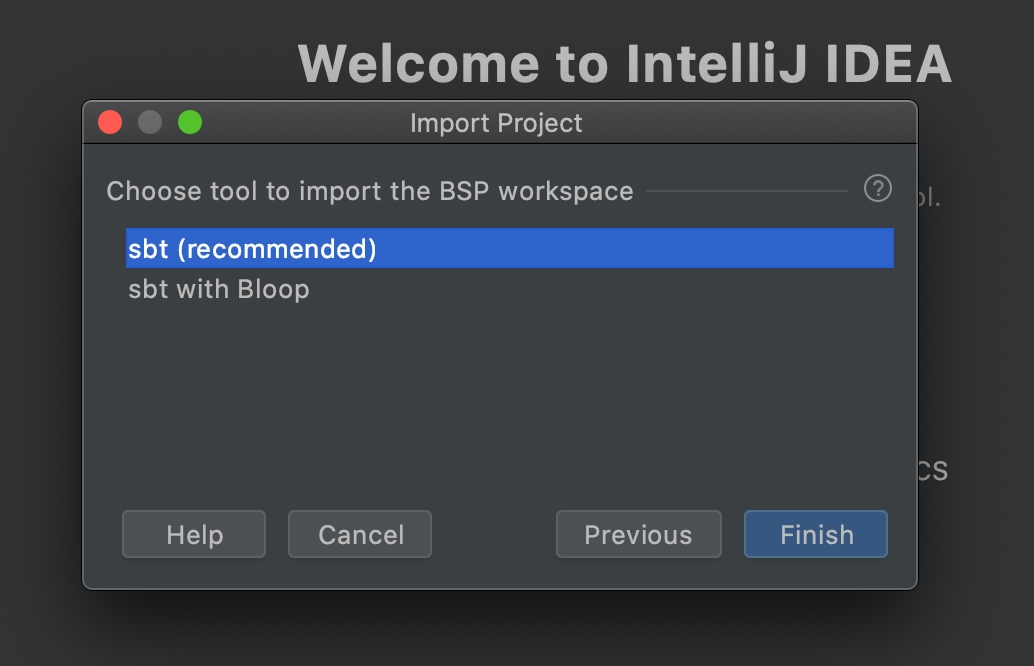 Welcome to IntelliJ IDEA
Import Project
Choose tool to import the BSP workspace
?
sbt (recommended)
sbt with Bloop
Help
Cancel
Previous
Finish